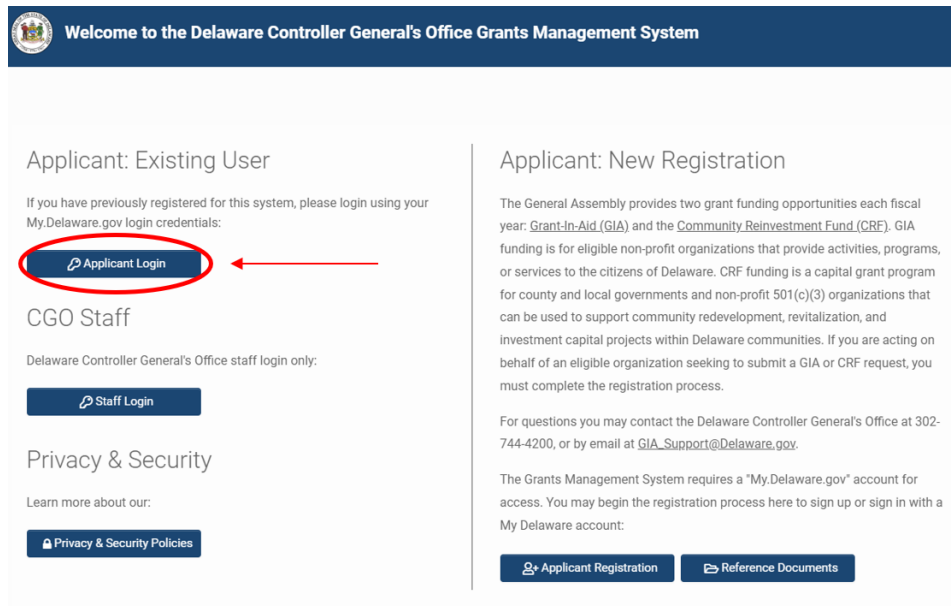 Welcome to the Delaware Controller General's Office Grants Management System
Applicant: Existing User
If you have previously registered for this system, please login using your
My.Delaware.gov login credentials:
Applicant Login
CGO Staff
Delaware Controller General's Office staff login only:
Staff Login
Privacy & Security
Learn more about our:
Privacy & Security Policies
Applicant: New Registration
The General Assembly provides two grant funding opportunities each fiscal
year: Grant-In-Aid (GIA) and the Community Reinvestment Fund (CRF). GIA
funding is for eligible non-profit organizations that provide activities, programs,
or services to the citizens of Delaware. CRF funding is a capital grant program
for county and local governments and non-profit 501(c)(3) organizations that
can be used to support community redevelopment, revitalization, and
investment capital projects within Delaware communities. If you are acting on
behalf of an eligible organization seeking to submit a GIA or CRF request, you
must complete the registration process.
For questions you may contact the Delaware Controller General's Office at 302-
744-4200, or by email at GIA_Support@Delaware.gov.
The Grants Management System requires a "My.Delaware.gov" account for
access. You may begin the registration process here to sign up or sign in with a
My Delaware account:
Applicant Registration
Reference Documents